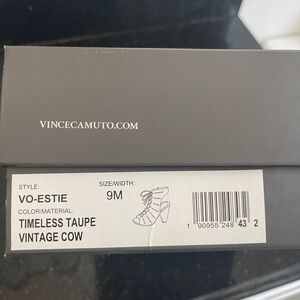 VINCECAMUTO.COM
STYLE:
VO-ESTIE
SIZE/WIDTH:
9M
COLOR/MATERIAL:
TIMELESS TAUPE
VINTAGE COW
1 90955 248 43 2